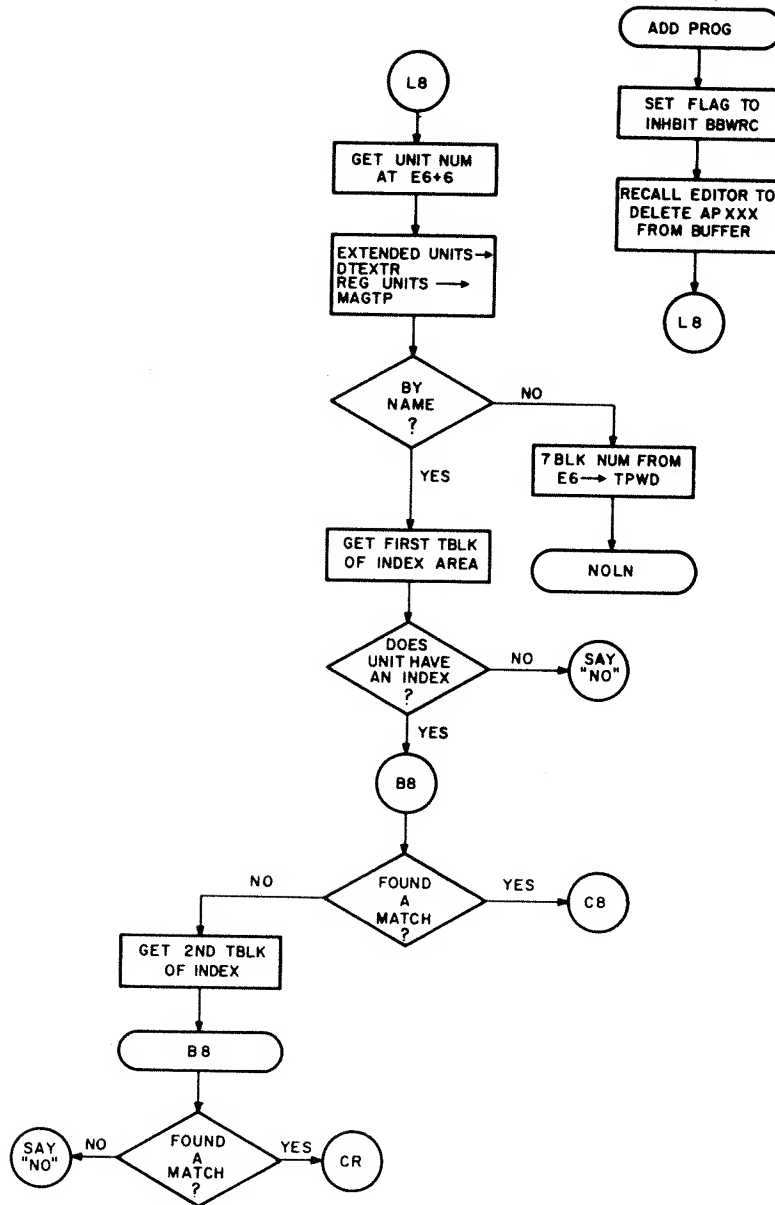 ADD PROG
SET FLAG TO
INHBIT BBWRC
RECALL EDITOR TO
DELETE AP XXX
FROM BUFFER
L8
L8
GET UNIT NUM
AT E6+6
EXTENDED UNITS→
DTEXTR
REG UNITS →
MAGTP
BY
NAME
?
NO
YES
7 BLK NUM FROM
E6→ TPWD
NOLN
GET FIRST TBLK
OF INDEX AREA
DOES
UNIT HAVE
AN INDEX
?
NO
SAY
"NO"
YES
B8
FOUND
A
MATCH
?
NO
YES
C8
GET 2ND TBLK
OF INDEX
B8
FOUND
A
MATCH
?
NO
SAY
"NO"
YES
CR